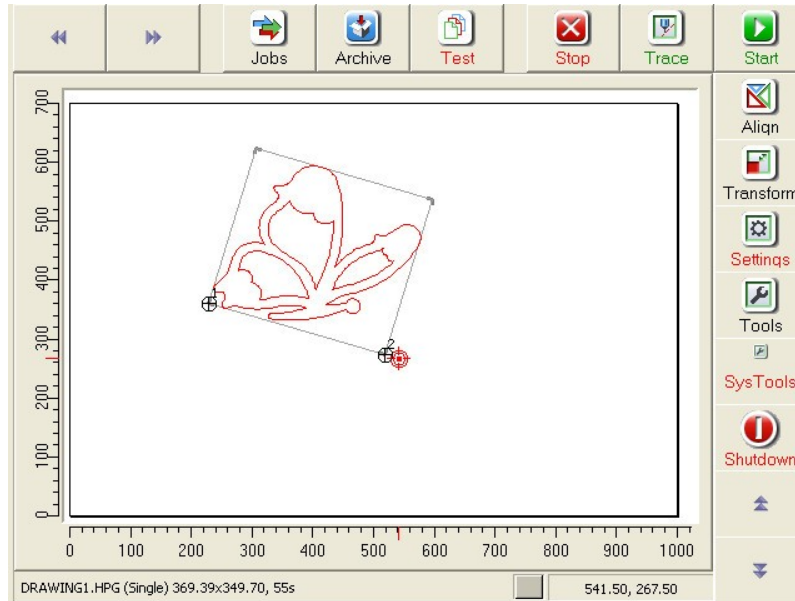 Jobs
Archive
Test
Stop
Trace
Start
Aliqn
Transform
Settinqs
Tools
SysTools
Shutdown
700
600
500
400
300
200
100
0
1
2
0 100 200 300 400 500 600 700 800 900 1000
DRAWING1.HPG (Single) 369.39x349.70, 55s
541.50, 267.50